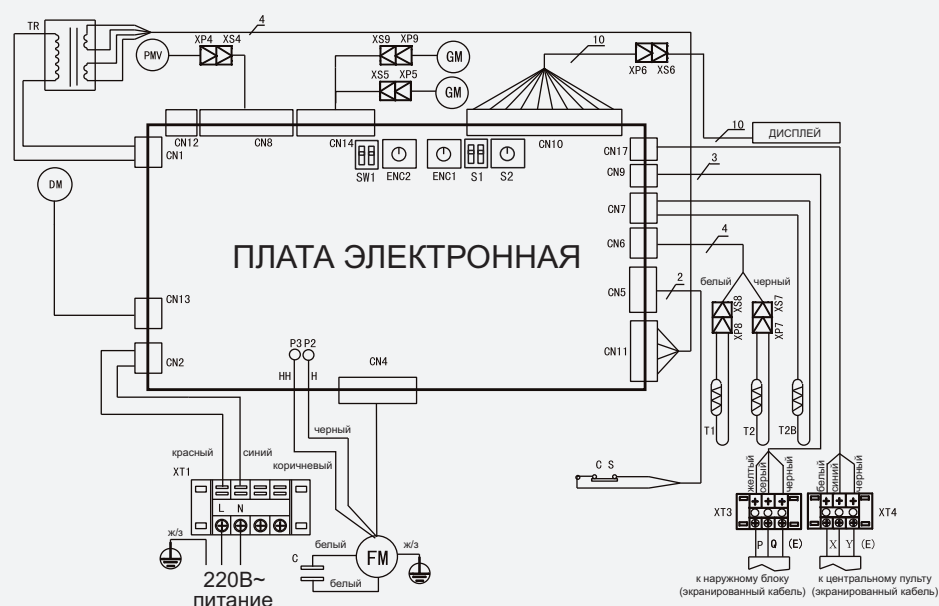 4
TR
XP4 XS4
XS9 XP9
PMV
GM
XS5 XP5
GM
10
XP6 XS6
10
ДИСПЛЕЙ
CN12
CN8
CN14
CN10
CN1
CN17
SW1
ENC2
ENC1
S1
S2
3
CN9
DM
CN7
4
CN6
ПЛАТА ЭЛЕКТРОННАЯ
белый
черный
2
CN5
XS8
XP8
XS7
XP7
CN13
CN11
P3 P2
CN2
CN4
HH
H
T1
T2
T2B
черный
красный
синий
коричневый
XT1
C S
желтый
серый
черный
белый
синий
черный
L N
XT3
XT4
P Q (E)
X Y (E)
ж/з
белый
ж/з
C
FM
белый
220В~
питание
к наружному блоку
(экранированный кабель)
к центральному пульту
(экранированный кабель)